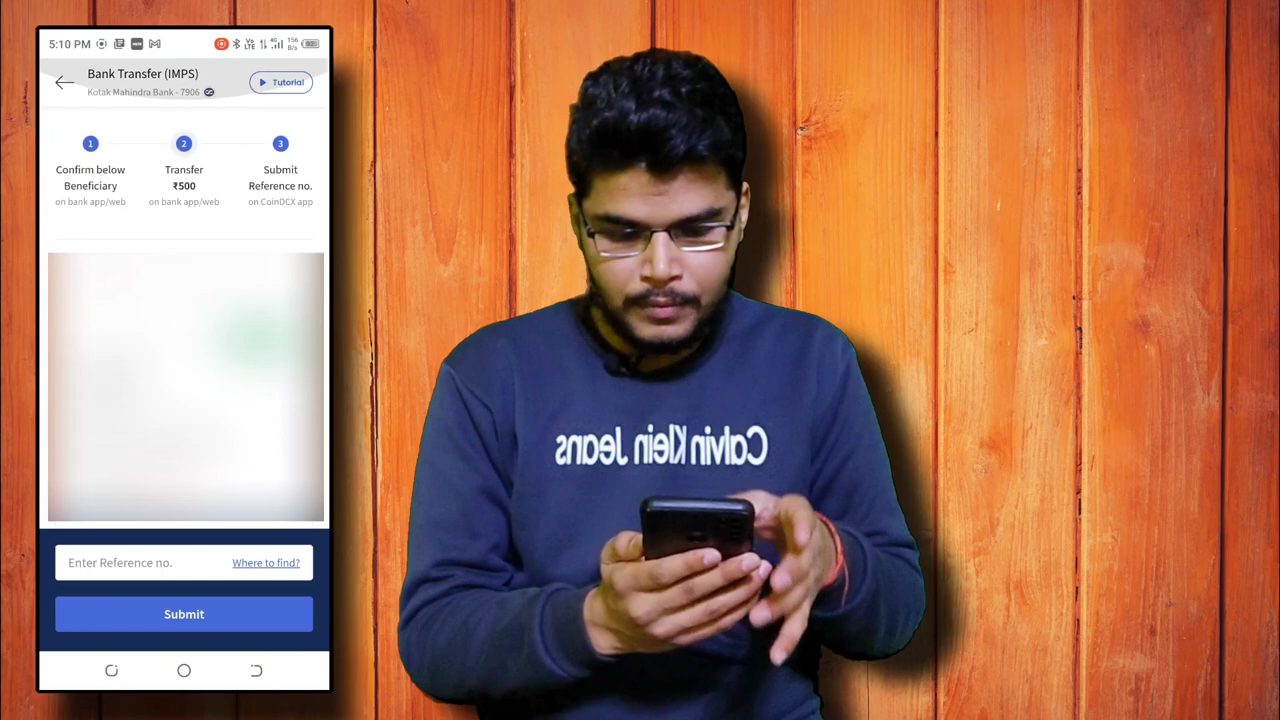 5:10 PM
Bank Transfer (IMPS)
Kotak Mahindra Bank - 7906
Tutorial
1
2
3
Confirm below
Beneficiary
on bank app/web
Transfer
₹500
on bank app/web
Submit
Reference no.
on CoinDCX app
Enter Reference no.
Where to find?
Submit
Calvin Klein Jeans